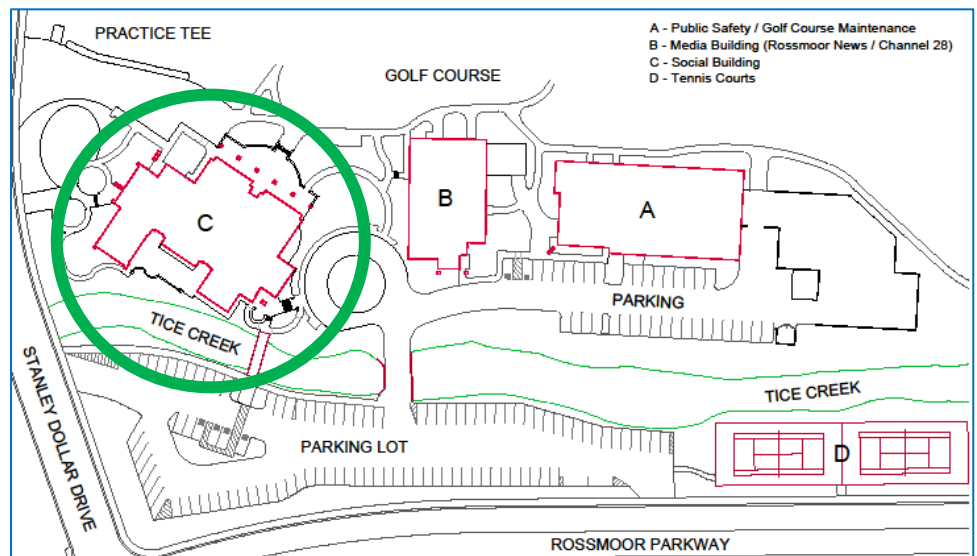 PRACTICE TEE
A - Public Safety / Golf Course Maintenance
B - Media Building (Rossmoor News / Channel 28)
C - Social Building
D - Tennis Courts
GOLF COURSE
B
A
C
PARKING
TICE CREEK
TICE CREEK
STANLEY DOLLAR DRIVE
PARKING LOT
D
ROSSMOOR PARKWAY